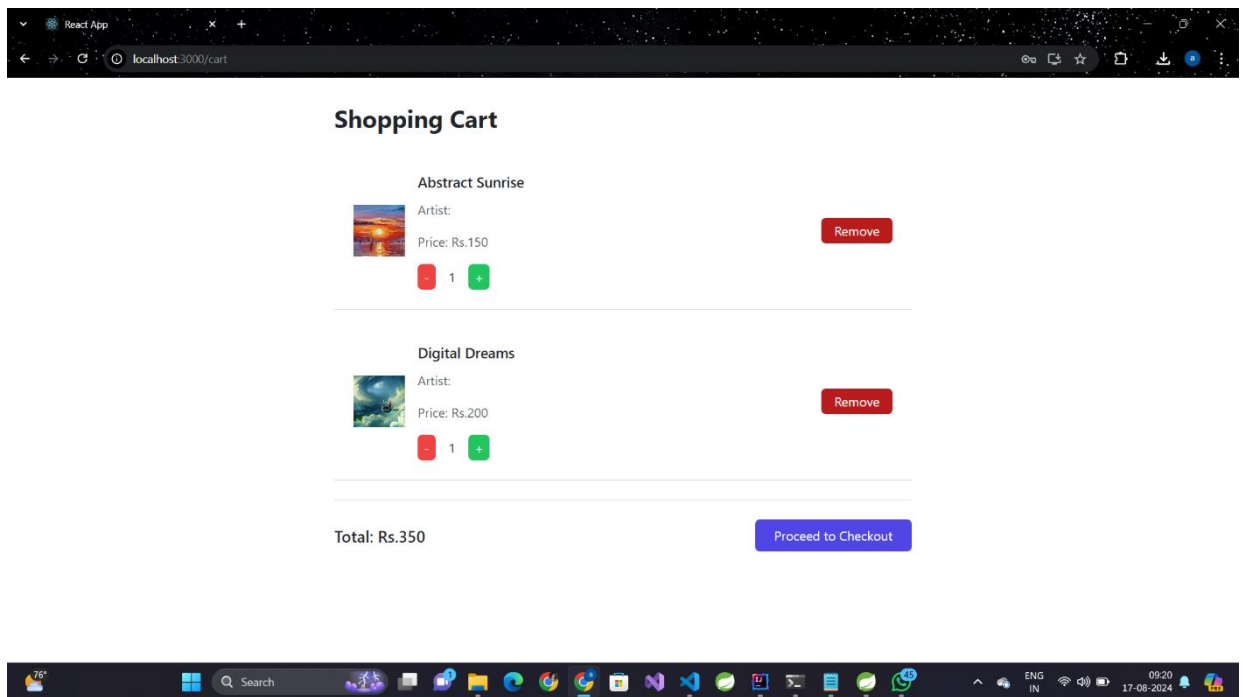 React App
localhost:3000/cart
a
Shopping Cart
Abstract Sunrise
Artist:
Price: Rs.150
- 1 +
Remove
Digital Dreams
Artist:
Price: Rs.200
- 1 +
Remove
Total: Rs.350
Proceed to Checkout
76°
Search
1
45
ENG
IN
09:20
17-08-2024